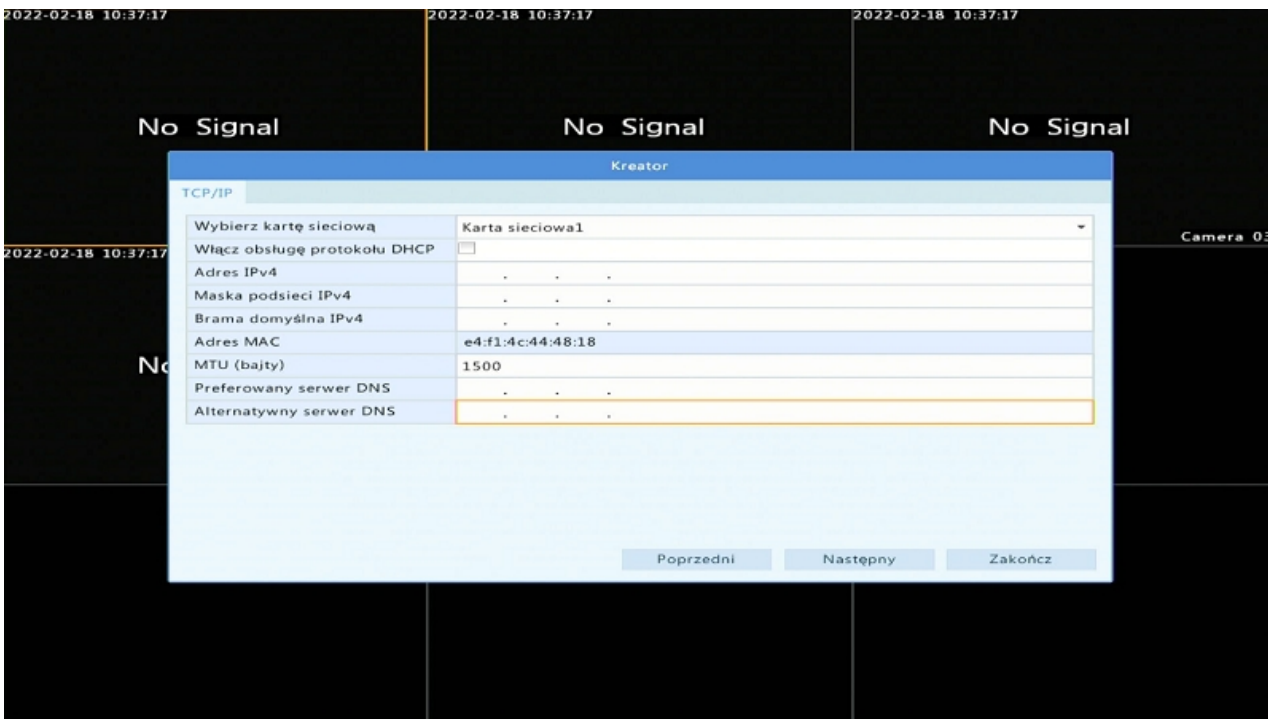 2022-02-18 10:37:17
2022-02-18 10:37:17
2022-02-18 10:37:17
No Signal
No Signal
No Signal
Kreator
TCP/IP
Wybierz kartę sieciową Karta sieciowa1
Włącz obsługę protokołu DHCP
Adres IPv4 . . .
Maska podsieci IPv4 . . .
Brama domyślna IPv4 . . .
Adres MAC e4:f1:4c:44:48:18
MTU (bajty) 1500
Preferowany serwer DNS . . .
Alternatywny serwer DNS . . .
Poprzedni Następny Zakończ
Camera 03
2022-02-18 10:37:17
No